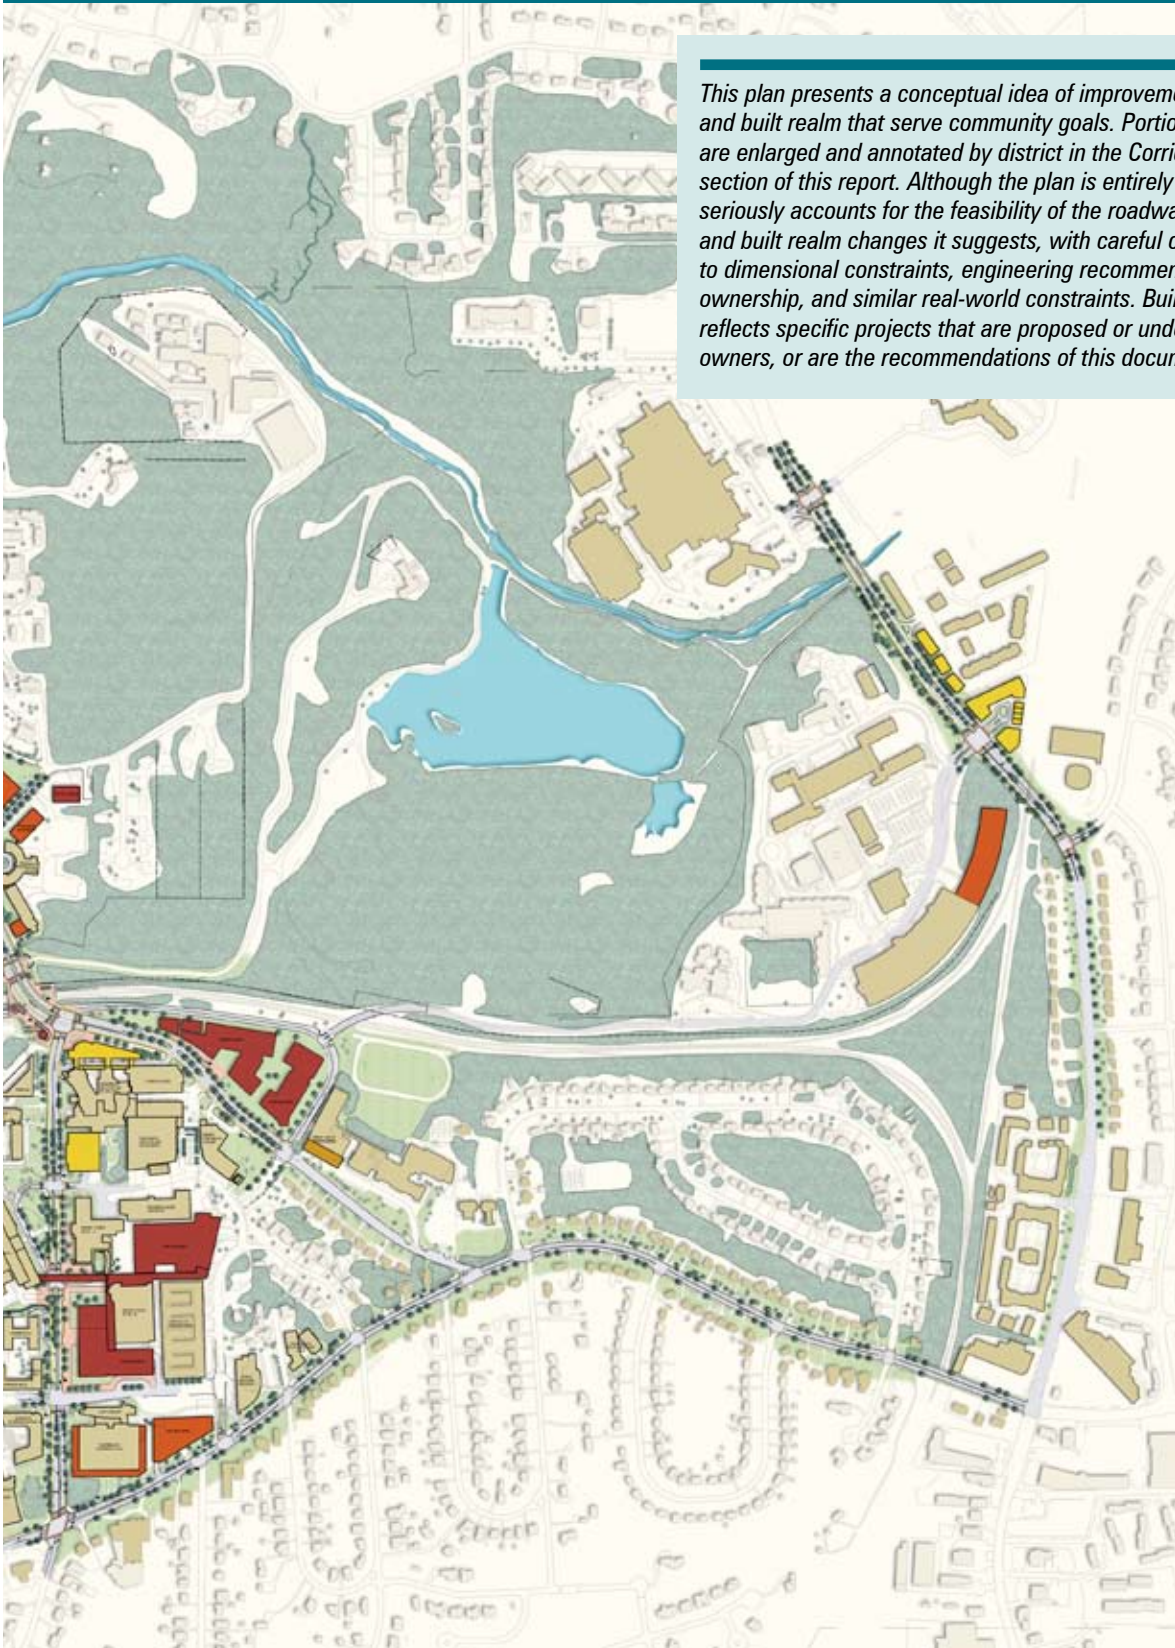 This plan presents a conceptual idea of improveme
and built realm that serve community goals. Portio
are enlarged and annotated by district in the Corri
section of this report. Although the plan is entirely
seriously accounts for the feasibility of the roadwa
and built realm changes it suggests, with careful c
to dimensional constraints, engineering recommer
ownership, and similar real-world constraints. Buil
reflects specific projects that are proposed or unde
owners, or are the recommendations of this docur